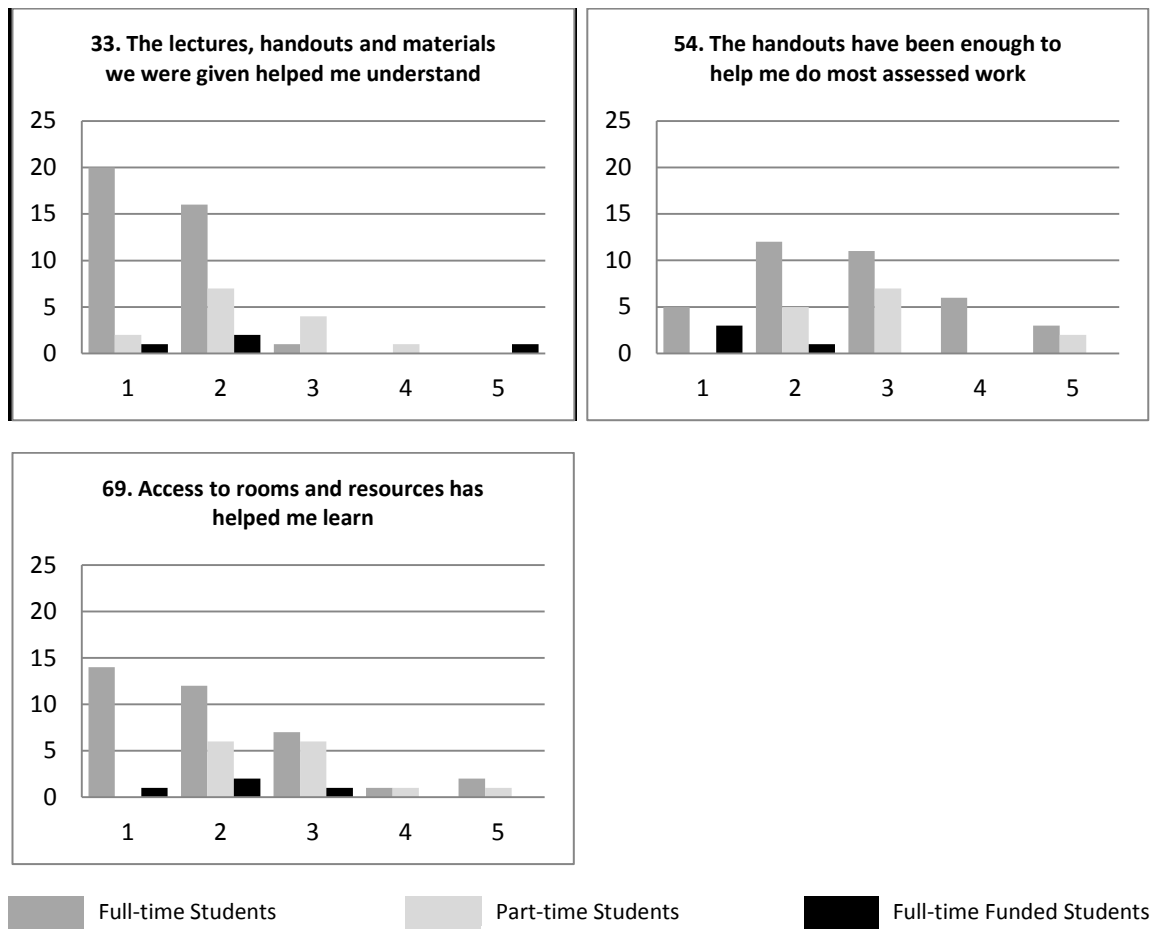 33. The lectures, handouts and materials
we were given helped me understand
25
20
15
10
5
0
1 2 3 4 5
54. The handouts have been enough to
help me do most assessed work
25
20
15
10
5
0
1 2 3 4 5
69. Access to rooms and resources has
helped me learn
25
20
15
10
5
0
1 2 3 4 5
Full-time Students Part-time Students Full-time Funded Students